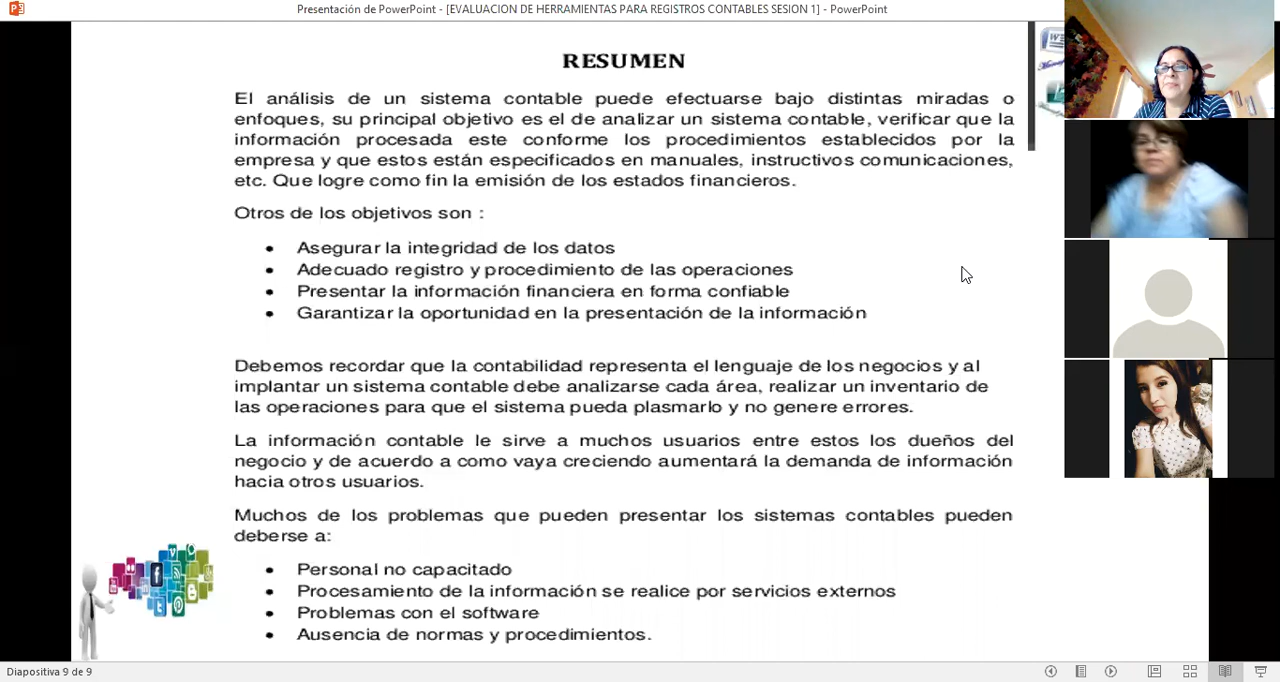 Presentación de PowerPoint - [EVALUACION DE HERRAMIENTAS PARA REGISTROS CONTABLES SESION 1] - PowerPoint
RESUMEN
El análisis de un sistema contable puede efectuarse bajo distintas miradas o
enfoques, su principal objetivo es el de analizar un sistema contable, verificar que la
información procesada este conforme los procedimientos establecidos por la
empresa y que estos están especificados en manuales, instructivos comunicaciones,
etc. Que logre como fin la emisión de los estados financieros.
Otros de los objetivos son :
• Asegurar la integridad de los datos
• Adecuado registro y procedimiento de las operaciones
• Presentar la información financiera en forma confiable
• Garantizar la oportunidad en la presentación de la información
Debemos recordar que la contabilidad representa el lenguaje de los negocios y al
implantar un sistema contable debe analizarse cada área, realizar un inventario de
las operaciones para que el sistema pueda plasmarlo y no genere errores.
La información contable le sirve a muchos usuarios entre estos los dueños del
negocio y de acuerdo a como vaya creciendo aumentará la demanda de información
hacia otros usuarios.
Muchos de los problemas que pueden presentar los sistemas contables pueden
deberse a:
• Personal no capacitado
• Procesamiento de la información se realice por servicios externos
• Problemas con el software
• Ausencia de normas y procedimientos.
Diapositiva 9 de 9